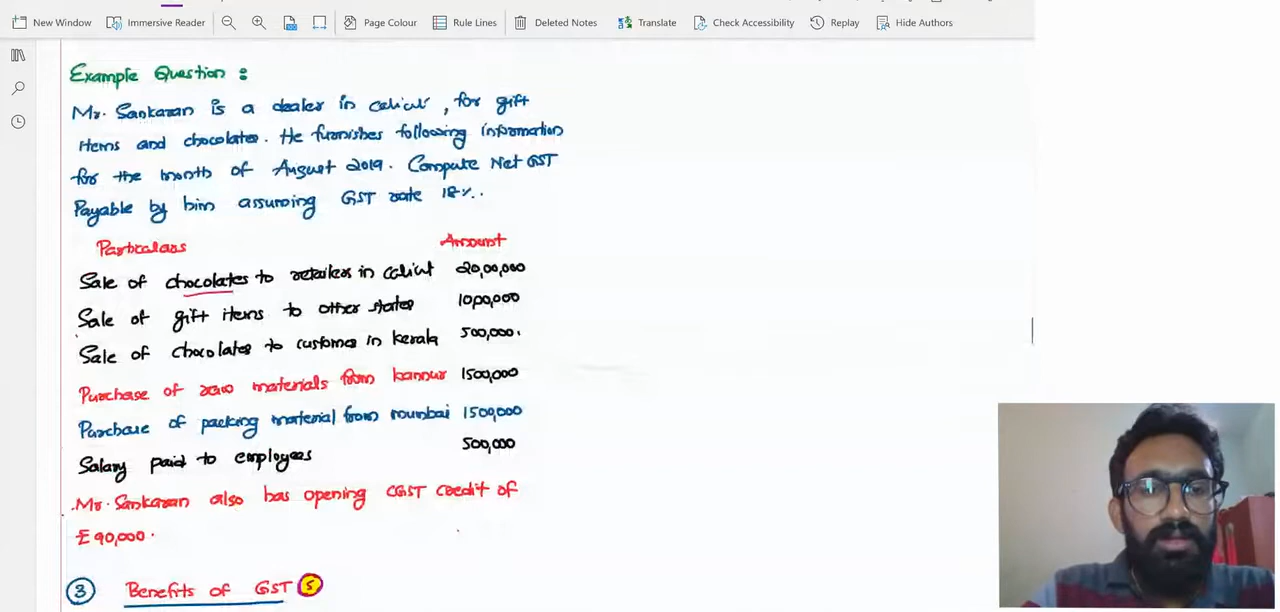 New Window
Immersive Reader
Page Colour
Rule Lines
Deleted Notes
Translate
Check Accessibility
Replay
Hide Authors
Example Question :
Mr. Sankaran is a dealer in calicut, for gift
items and chocolates. He furnishes following information
for the month of August 2019. Compute Net GST
Payable by him assuming GST rate 18%.
Particulars Amount
Sale of chocolates to retailers in calicut 20,00,000
Sale of gift items to other states 1000,000
Sale of chocolates to customer in kerala 500,000.
Purchase of raw materials from kannur 1500,000
Purchase of packing material from mumbai 1500,000
Salary paid to employees 500,000
Mr. Sankaran also has opening CGST credit of
₹ 90,000.
3 Benefits of GST 5